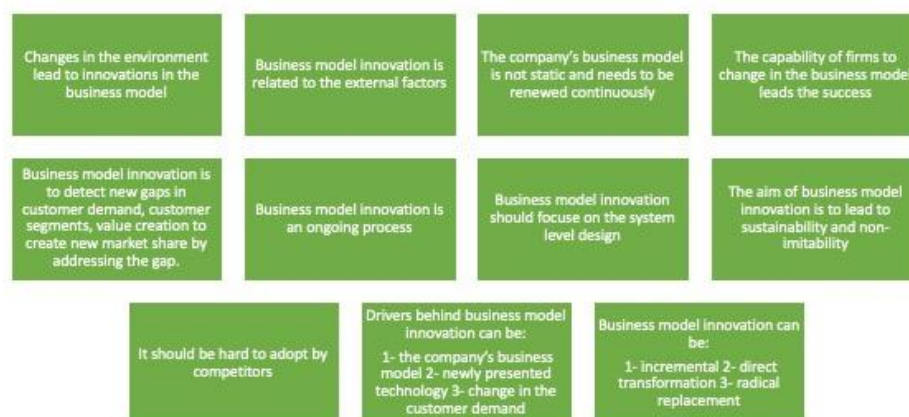 Changes in the environment
lead to innovations in the
business model
Business model innovation is
related to the external factors
The company's business model
is not static and needs to be
renewed continuously
The capability of firms to
change in the business model
leads the success
Business model innovation is
to detect new gaps in
customer demand, customer
segments, value creation to
create new market share by
addressing the gap.
Business model innovation is
an ongoing process
Business model innovation
should focuse on the system
level design
The aim of business model
innovation is to lead to
sustainability and non-
imitability
It should be hard to adopt by
competitors
Drivers behind business model
innovation can be:
1- the company's business
model 2- newly presented
technology 3- change in the
customer demand
Business model innovation can
be:
1- incremental 2- direct
transformation 3- radical
replacement